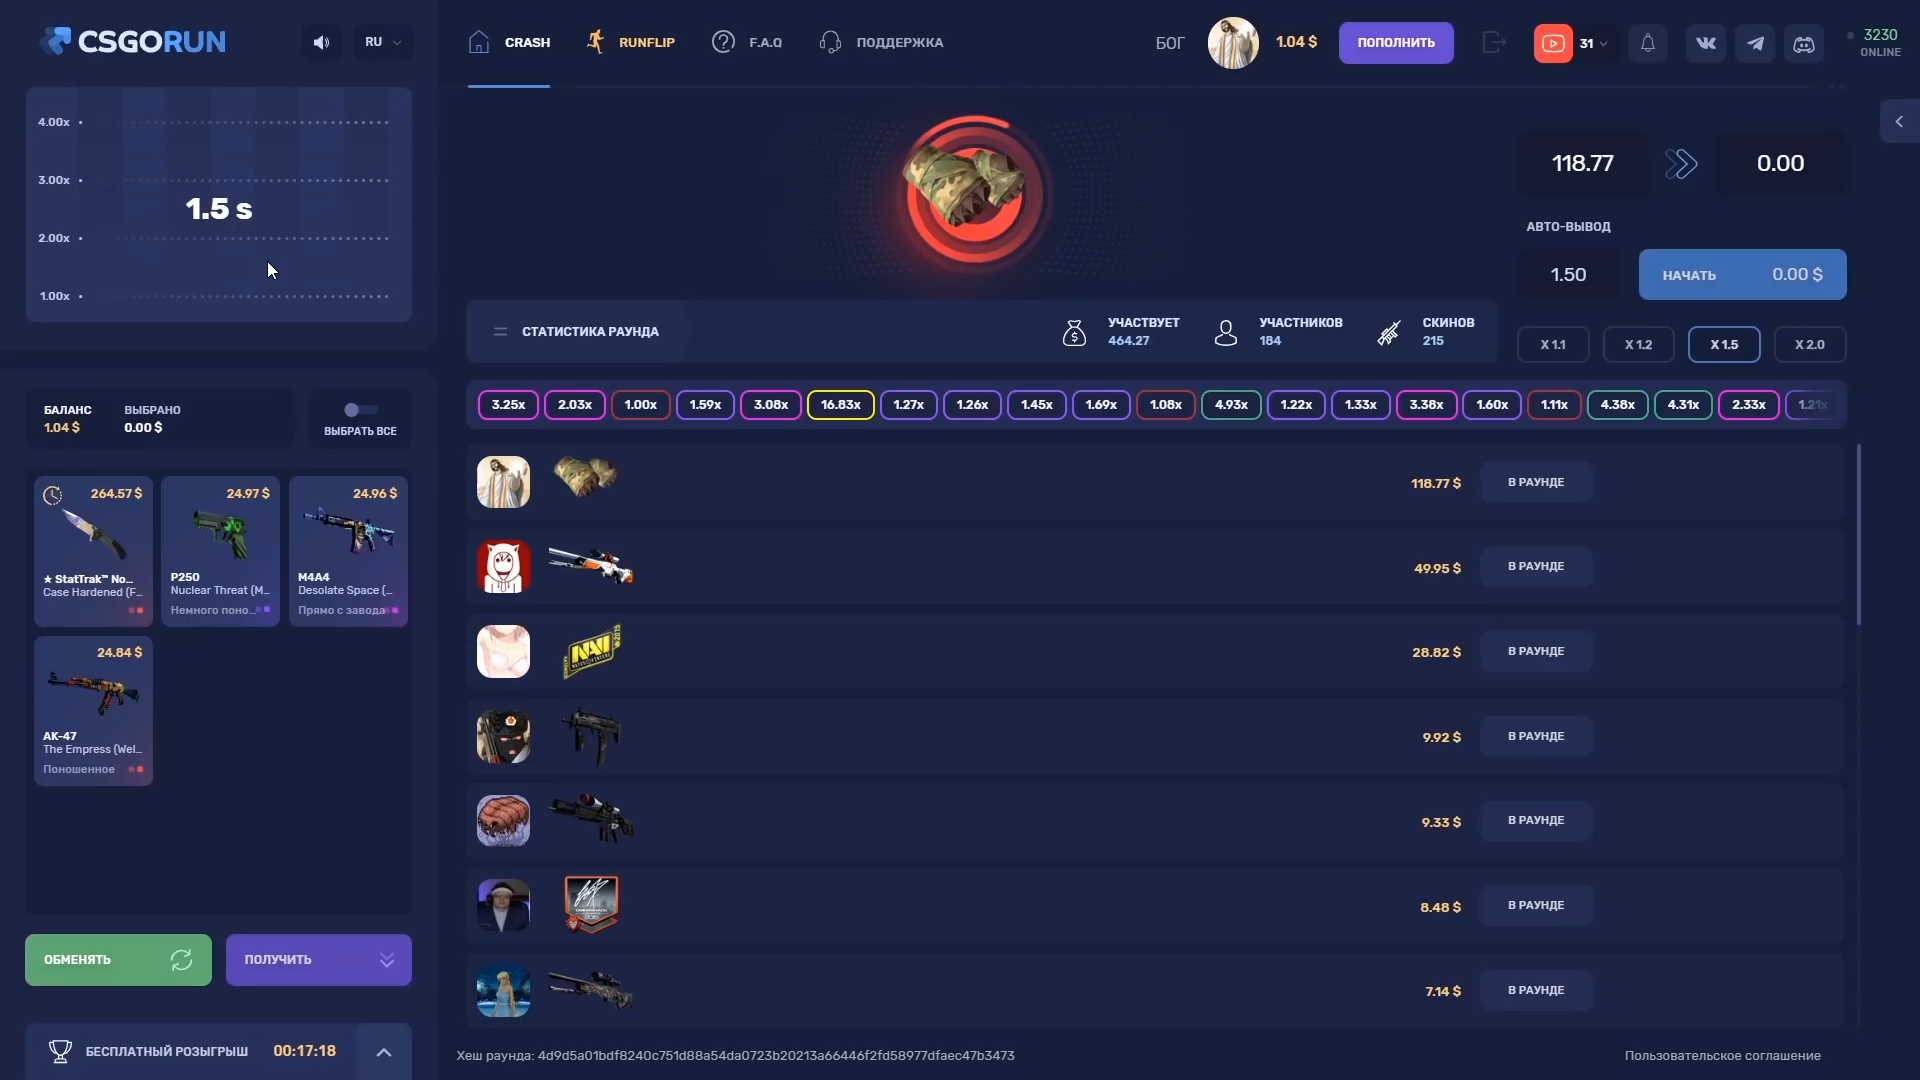 CSGORUN
RU
CRASH
RUNFLIP
F.A.Q
ПОДДЕРЖКА
БОГ
1.04 $
ПОПОЛНИТЬ
31
3230
ONLINE
4.00x
3.00x
2.00x
1.00x
1.5 s
118.77
0.00
АВТО-ВЫВОД
1.50
НАЧАТЬ 0.00 $
X 1.1
X 1.2
X 1.5
X 2.0
СТАТИСТИКА РАУНДА
УЧАСТВУЕТ
464.27
УЧАСТНИКОВ
184
СКИНОВ
215
3.25x 2.03x 1.00x 1.59x 3.08x 16.83x 1.27x 1.26x 1.45x 1.69x 1.08x 4.93x 1.22x 1.33x 3.38x 1.60x 1.11x 4.38x 4.31x 2.33x 1.21x
БАЛАНС
1.04 $
ВЫБРАНО
0.00 $
ВЫБРАТЬ ВСЕ
264.57 $
★ StatTrak™ No...
Case Hardened (F...
24.97 $
P250
Nuclear Threat (M...
Немного поно...
24.96 $
M4A4
Desolate Space (...
Прямо с завода
24.84 $
AK-47
The Empress (Wel...
Поношенное
ОБМЕНЯТЬ
ПОЛУЧИТЬ
БЕСПЛАТНЫЙ РОЗЫГРЫШ 00:17:18
118.77 $ В РАУНДЕ
49.95 $ В РАУНДЕ
NAVI
28.82 $ В РАУНДЕ
9.92 $ В РАУНДЕ
9.33 $ В РАУНДЕ
8.48 $ В РАУНДЕ
7.14 $ В РАУНДЕ
Хеш раунда: 4d9d5a01bdf8240c751d88a54da0723b20213a66446f2fd58977dfaec47b3473
Пользовательское соглашение